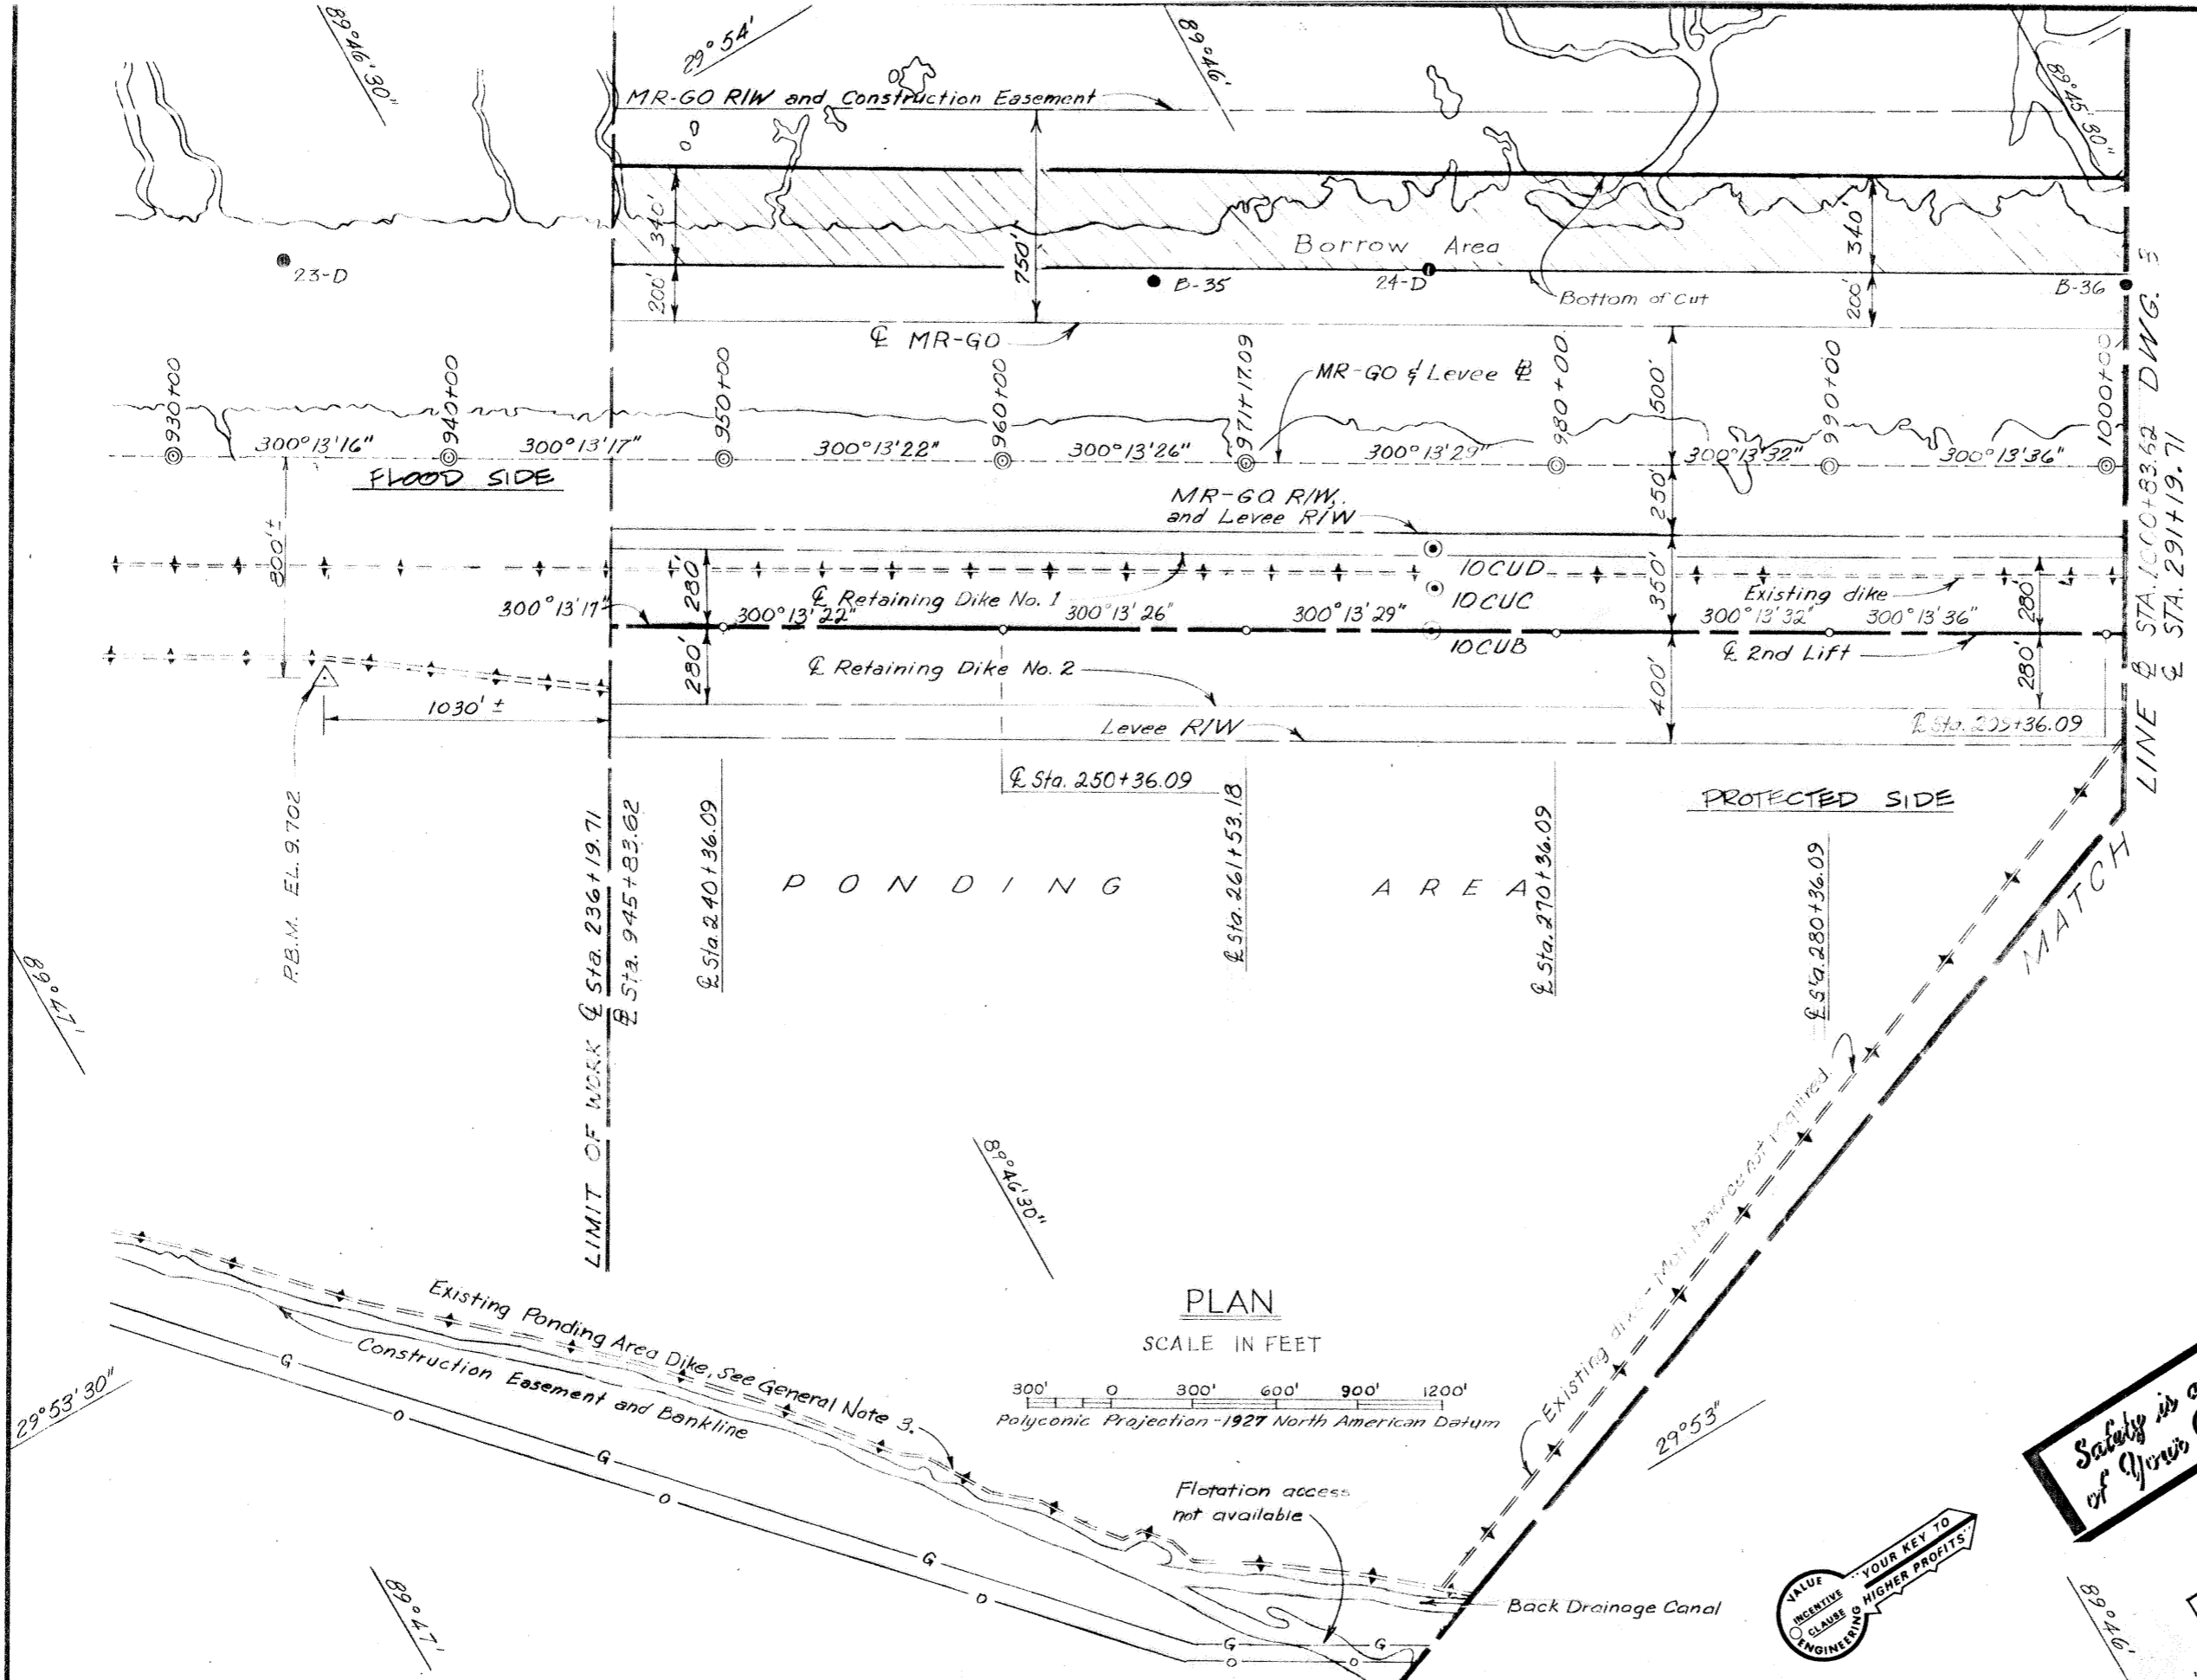 89°46'30"
29°54'
89°46'
89°45'30"
MR-GO R/W and Construction Easement
340'
750'
Borrow Area
340'
23-D
B-35
24-D
B-36
200'
Bottom of Cut
200'
℄ MR-GO
930+00
940+00
950+00
960+00
971+17.09
980+00
990+00
1000+00
MR-GO & Levee ᴃ
500'
300°13'16"
300°13'17"
300°13'22"
300°13'26"
300°13'29"
300°13'32"
300°13'36"
FLOOD SIDE
250'
MR-GO R/W,
and Levee R/W
800'±
280'
10CUD
350'
Existing dike
280'
℄ Retaining Dike No. 1
10CUC
300°13'17"
300°13'22"
300°13'26"
300°13'29"
300°13'32"
300°13'36"
10CUB
℄ 2nd Lift
280'
℄ Retaining Dike No. 2
400'
280'
1030' ±
Levee R/W
P.B.M. EL. 9.702
LIMIT OF WORK ℄ Sta. 236+19.71
Sta. 945+83.62
℄ Sta. 240+36.09
℄ Sta. 250+36.09
℄ Sta. 261+53.18
℄ Sta. 270+36.09
℄ Sta. 280+36.09
PROTECTED SIDE
PONDING AREA
MATCH LINE STA. 1000+83.62 DWG. 3
℄ STA. 291+19.71
89°47'
89°46'30"
Existing Ponding Area Dike, See General Note 3.
Construction Easement and Bankline
G
G
G
G
G
O
O
O
O
O
29°53'30"
PLAN
SCALE IN FEET
300' 0 300' 600' 900' 1200'
Polyconic Projection-1927 North American Datum
Existing dike - not required.
29°53"
Flotation access
not available
Back Drainage Canal
89°47'
89°46'
Safety is
of Your
VALUE
ENGINEERING
INCENTIVE
CLAUSE
"YOUR KEY TO
HIGHER PROFITS"